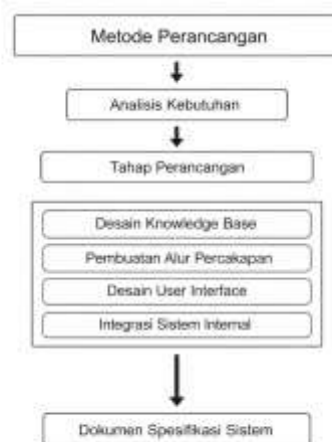 Metode Perancangan
Analisis Kebutuhan
Tahap Perancangan
Desain Knowledge Base
Pembuatan Alur Percakapan
Desain User Interface
Integrasi Sistem Internal
Dokumen Spesifikasi Sistem